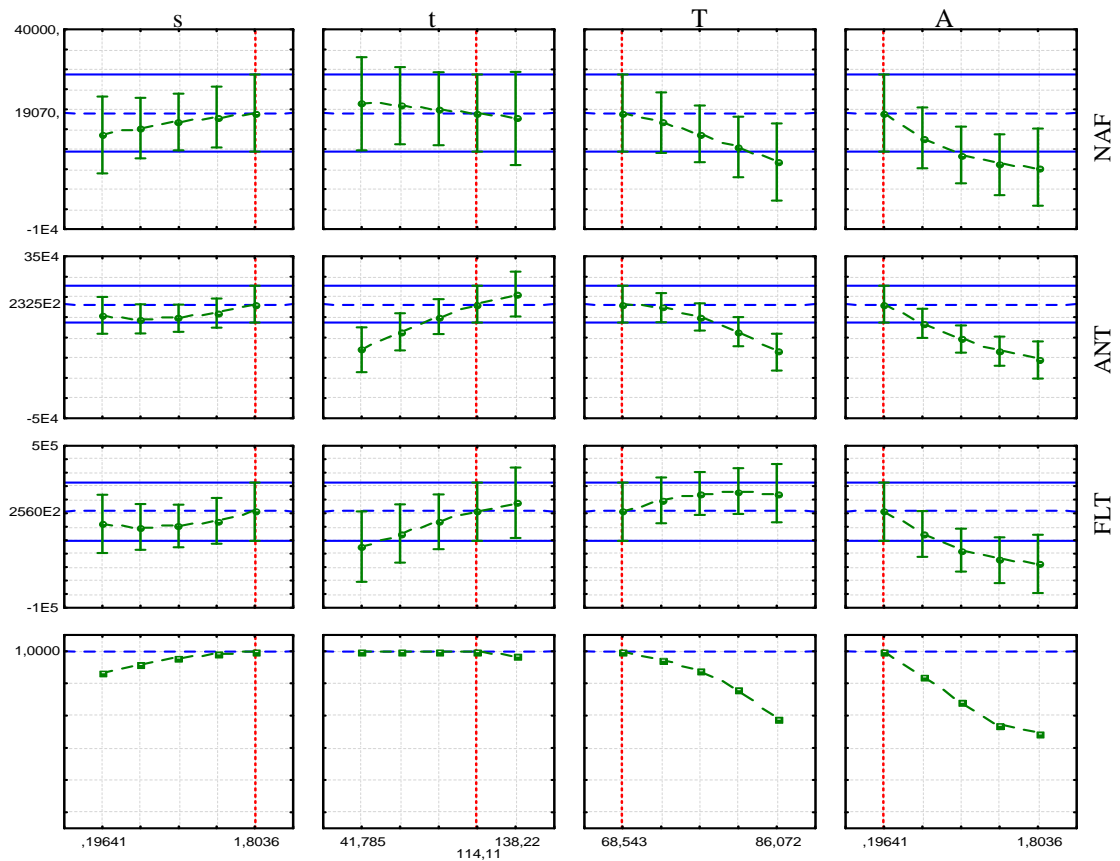 s t T A
40000,
19070,
-1E4
NAF
35E4
2325E2
-5E4
ANT
5E5
2560E2
-1E5
FLT
1,0000
,19641 1,8036 41,785 138,22 68,543 86,072 ,19641 1,8036
114,11